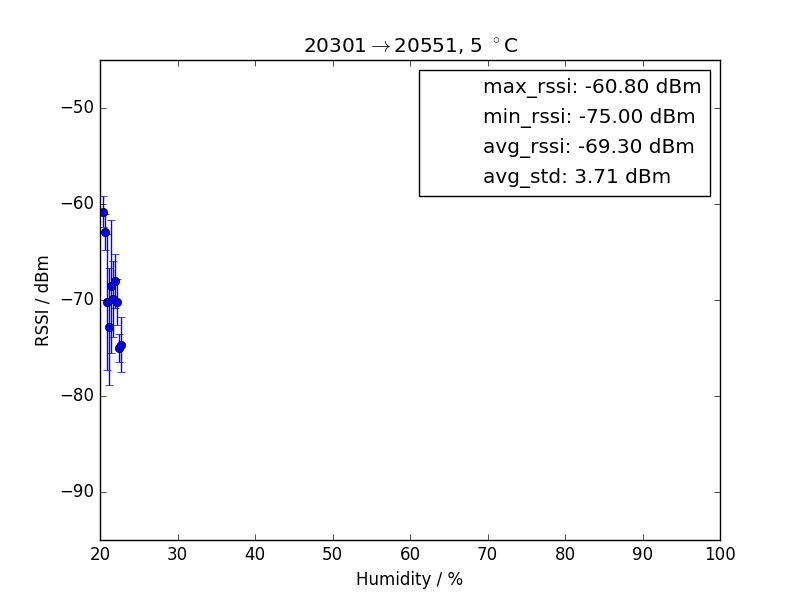 20301→20551, 5 °C
max_rssi: -60.80 dBm
min_rssi: -75.00 dBm
avg_rssi: -69.30 dBm
avg_std: 3.71 dBm
RSSI / dBm
−50
−60
−70
−80
−90
20 30 40 50 60 70 80 90 100
Humidity / %